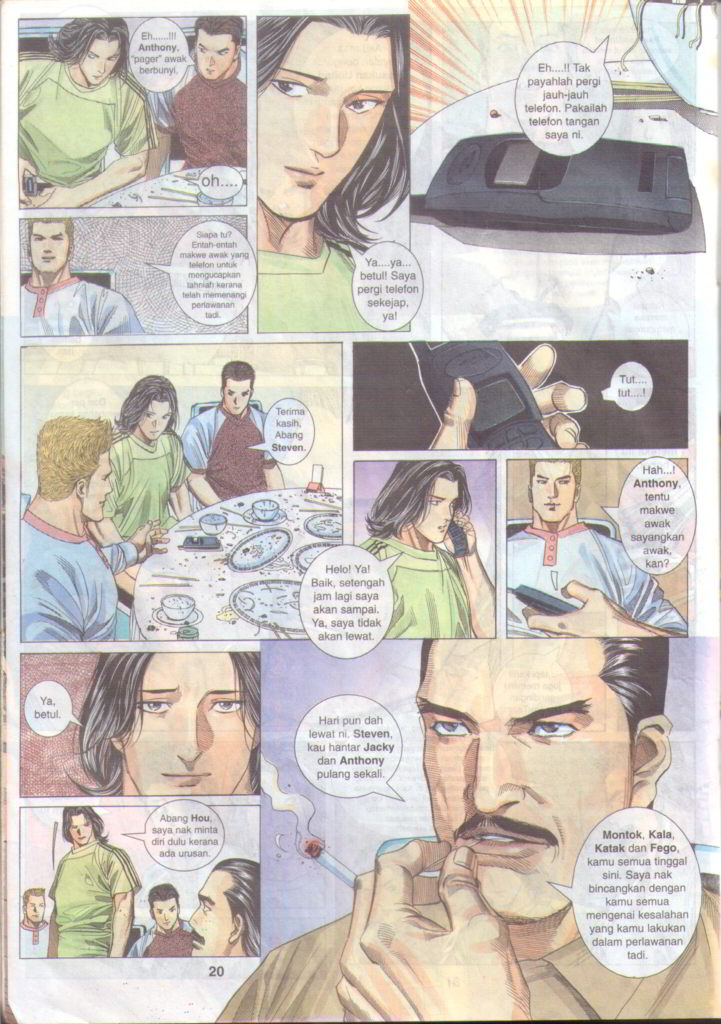 Eh.....!!!
Anthony,
"pager" awak
berbunyi.
oh....
Ya....ya...
betul! Saya
pergi telefon
sekejap,
ya!
Eh....!! Tak
payahlah pergi
jauh-jauh
telefon. Pakailah
telefon tangan
saya ni.
Siapa tu?
Entah-entah
makwe awak yang
telefon untuk
mengucapkan
tahniah kerana
telah memenangi
perlawanan
tadi.
Terima
kasih,
Abang
Steven.
Tut....
tut....!
Helo! Ya!
Baik, setengah
jam lagi saya
akan sampai.
Ya, saya tidak
akan lewat.
Hah...!
Anthony,
tentu
makwe
awak
sayangkan
awak,
kan?
Ya,
betul.
Abang Hou,
saya nak minta
diri dulu kerana
ada urusan.
Hari pun dah
lewat ni. Steven,
kau hantar Jacky
dan Anthony
pulang sekali.
Montok, Kala,
Katak dan Fego,
kamu semua tinggal
sini. Saya nak
bincangkan dengan
kamu semua
mengenai kesalahan
yang kamu lakukan
dalam perlawanan
tadi.
20